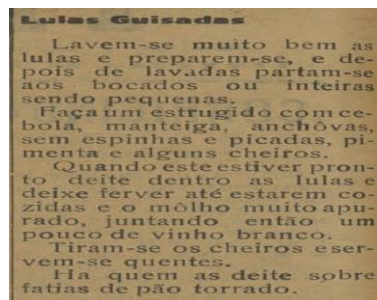 Lulas Guisadas
Lavem-se muito bem as
lulas e preparem-se, e de-
pois de lavadas partam-se
aos bocados ou inteiras
sendo pequenas.
Faça um estrugido com ce-
bola, manteiga, anchôvas,
sem espinhas e picadas, pi-
menta e alguns cheiros.
Quando este estiver pron-
to deite dentro as lulas e
deixe ferver até estarem co-
zidas e o môlho muito apu-
rado, juntando então um
pouco de vinho branco.
Tiram-se os cheiros e ser-
vem-se quentes.
Ha quem as deite sobre
fatias de pão torrado.